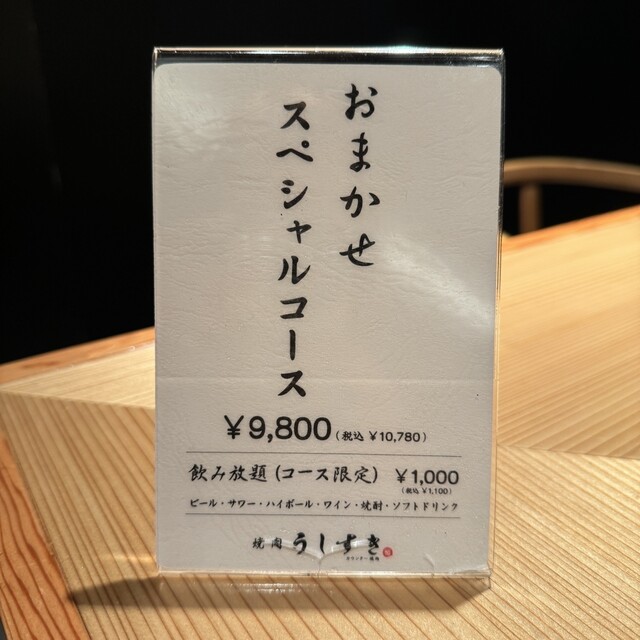 おまかせ
スペシャルコース
¥9,800(税込 ¥10,780)
飲み放題(コース限定) ¥1,000
(税込 ¥1,100)
ビール・サワー・ハイボール・ワイン・焼酎・ソフトドリンク
焼肉 うしすき